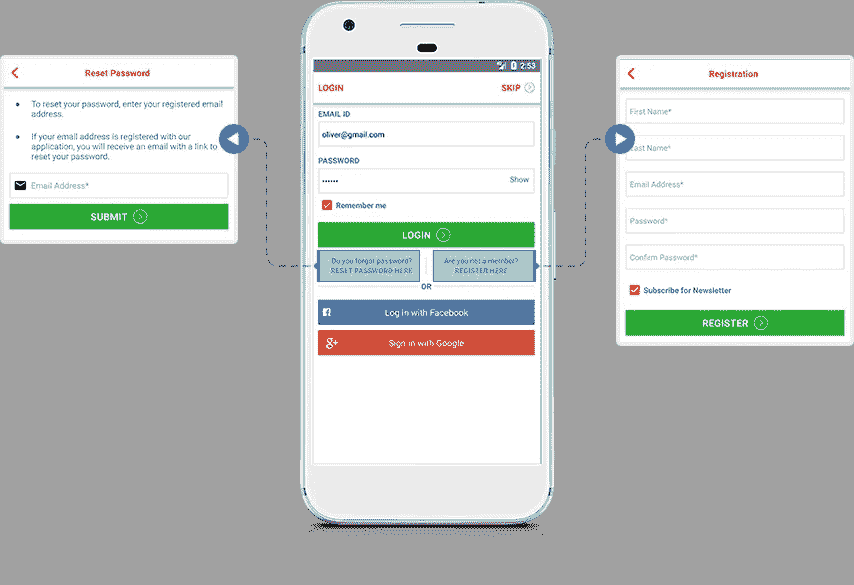 Reset Password
To reset your password, enter your registered email
address.
If your email address is registered with our
application, you will receive an email with a link to
reset your password.
Email Address*
SUBMIT
2:53
LOGIN
SKIP
EMAIL ID
oliver@gmail.com
PASSWORD
••••••
Show
Remember me
LOGIN
Do you forgot password?
RESET PASSWORD HERE
Are you not a member?
REGISTER HERE
OR
Log in with Facebook
g+
Sign in with Google
Registration
First Name*
Last Name*
Email Address*
Password*
Confirm Password*
Subscribe for Newsletter
REGISTER